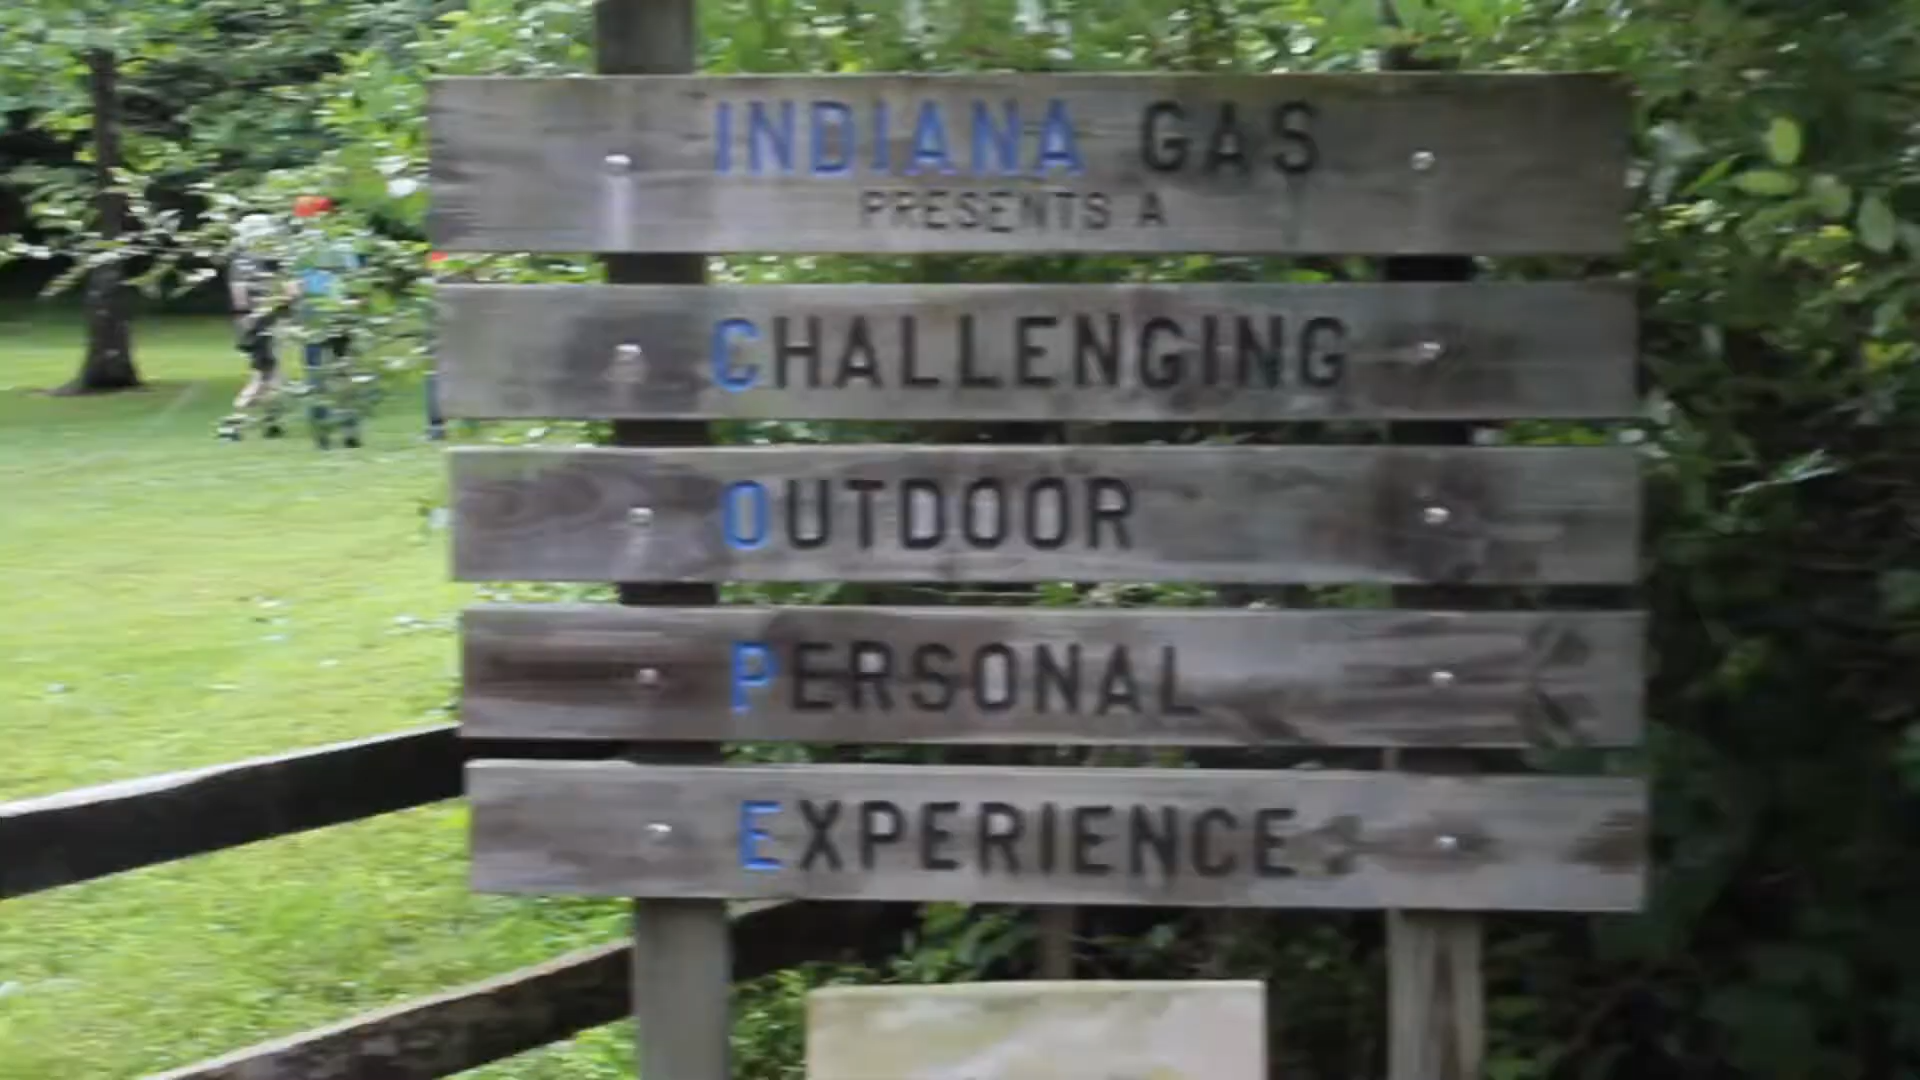 INDIANA GAS
PRESENTS A
CHALLENGING
OUTDOOR
PERSONAL
EXPERIENCE